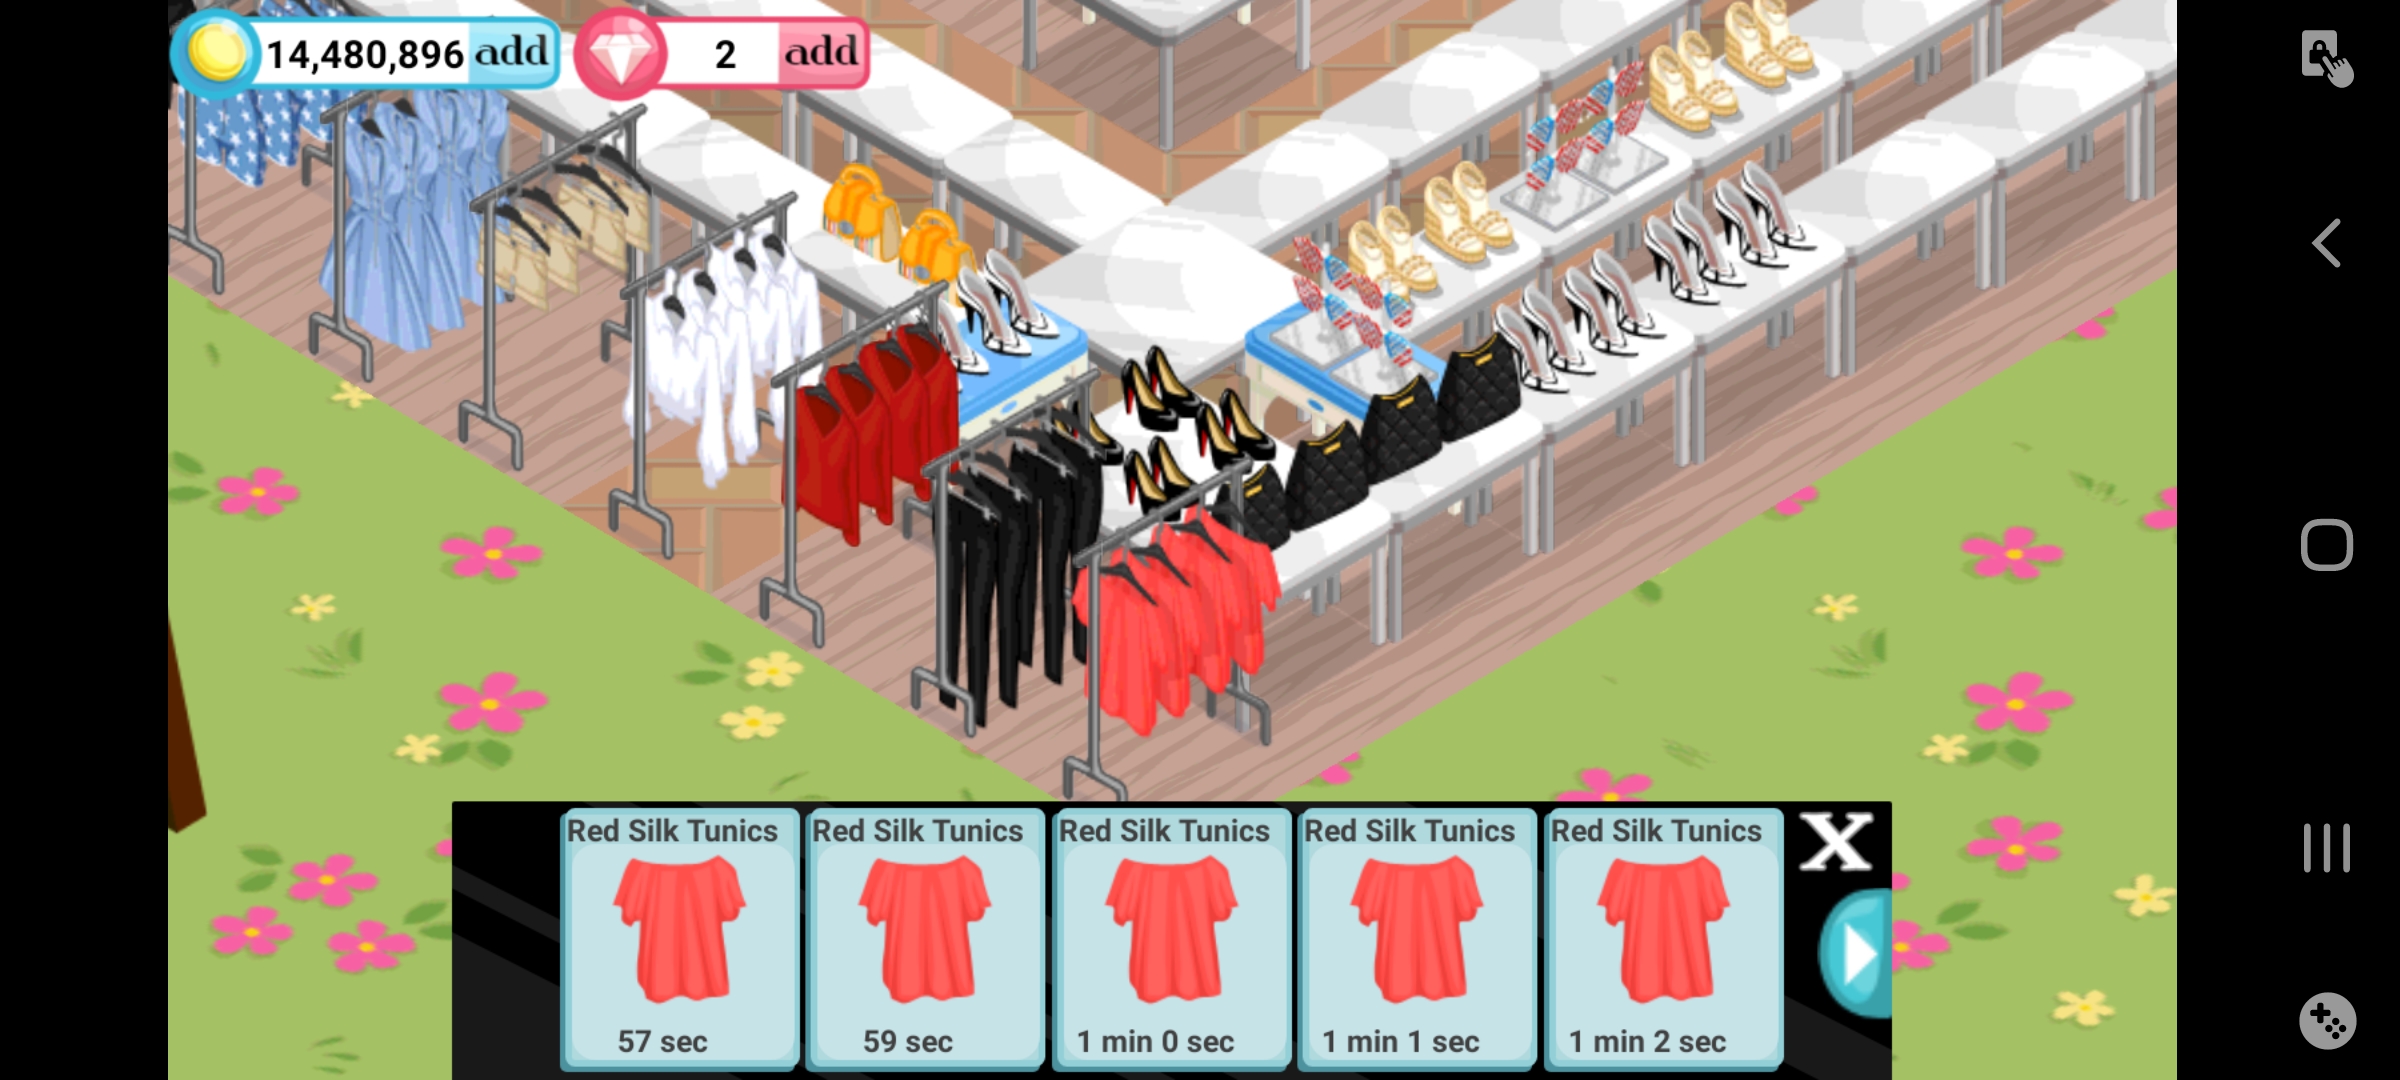 14,480,896 add 2 add
Red Silk Tunics Red Silk Tunics Red Silk Tunics Red Silk Tunics Red Silk Tunics X
57 sec 59 sec 1 min 0 sec 1 min 1 sec 1 min 2 sec